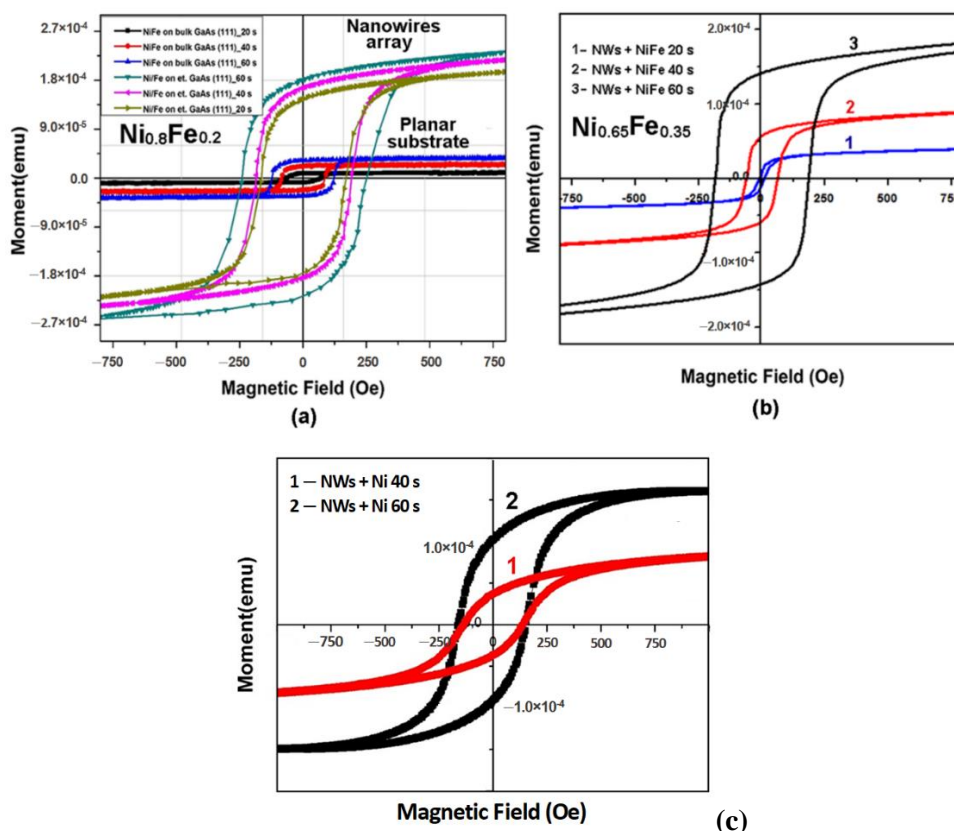 2.7×10⁻⁴
1.8×10⁻⁴
9.0×10⁻⁵
0.0
−9.0×10⁻⁵
−1.8×10⁻⁴
−2.7×10⁻⁴
Moment(emu)
NiFe on bulk GaAs (111)_20 s
NiFe on bulk GaAs (111)_40 s
NiFe on bulk GaAs (111)_60 s
Ni/Fe on et. GaAs (111)_60 s
Ni/Fe on et. GaAs (111)_40 s
Ni/Fe on et. GaAs (111)_20 s
Ni0.8Fe0.2
Nanowires
array
Planar
substrate
−750 −500 −250 0 250 500 750
Magnetic Field (Oe)
(a)
2.0×10⁻⁴
1– NWs + NiFe 20 s
2– NWs + NiFe 40 s
3– NWs + NiFe 60 s
3
1.0×10⁻⁴
Ni0.65Fe0.35
2
1
Moment(emu)
−750 −500 −250 0 250 500 750
−1.0×10⁻⁴
−2.0×10⁻⁴
Magnetic Field (Oe)
(b)
1 — NWs + Ni 40 s
2 — NWs + Ni 60 s
2
1.0×10⁻⁴
1
Moment(emu)
−750 −500 −250 0 250 500 750
−1.0×10⁻⁴
Magnetic Field (Oe)
(c)